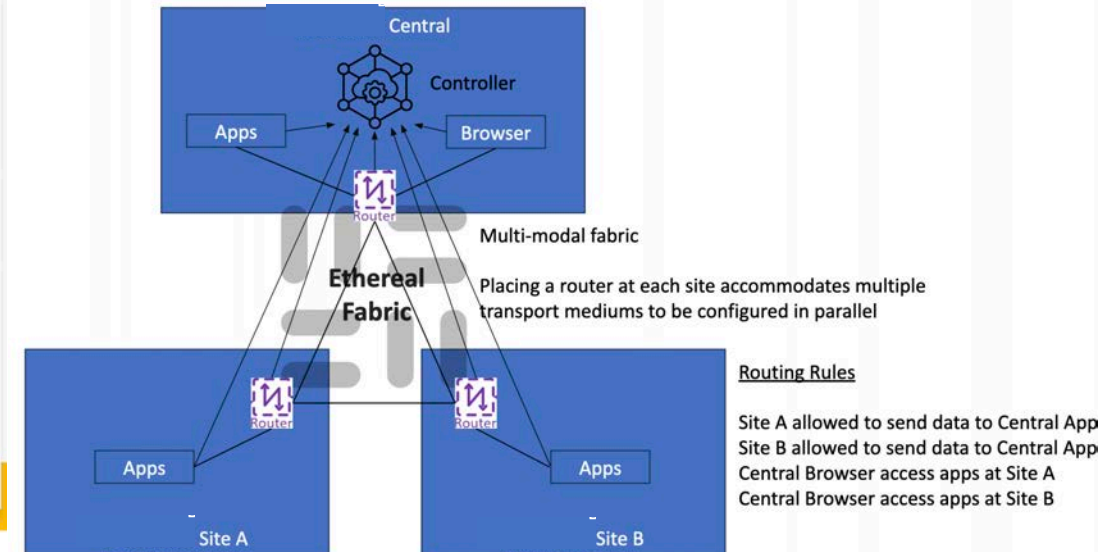 Central
Controller
Apps
Browser
Router
Multi-modal fabric
Ethereal
Fabric
Placing a router at each site accommodates multiple
transport mediums to be configured in parallel
Router
Router
Apps
Apps
Site A
Site B
Routing Rules
Site A allowed to send data to Central App
Site B allowed to send data to Central App
Central Browser access apps at Site A
Central Browser access apps at Site B